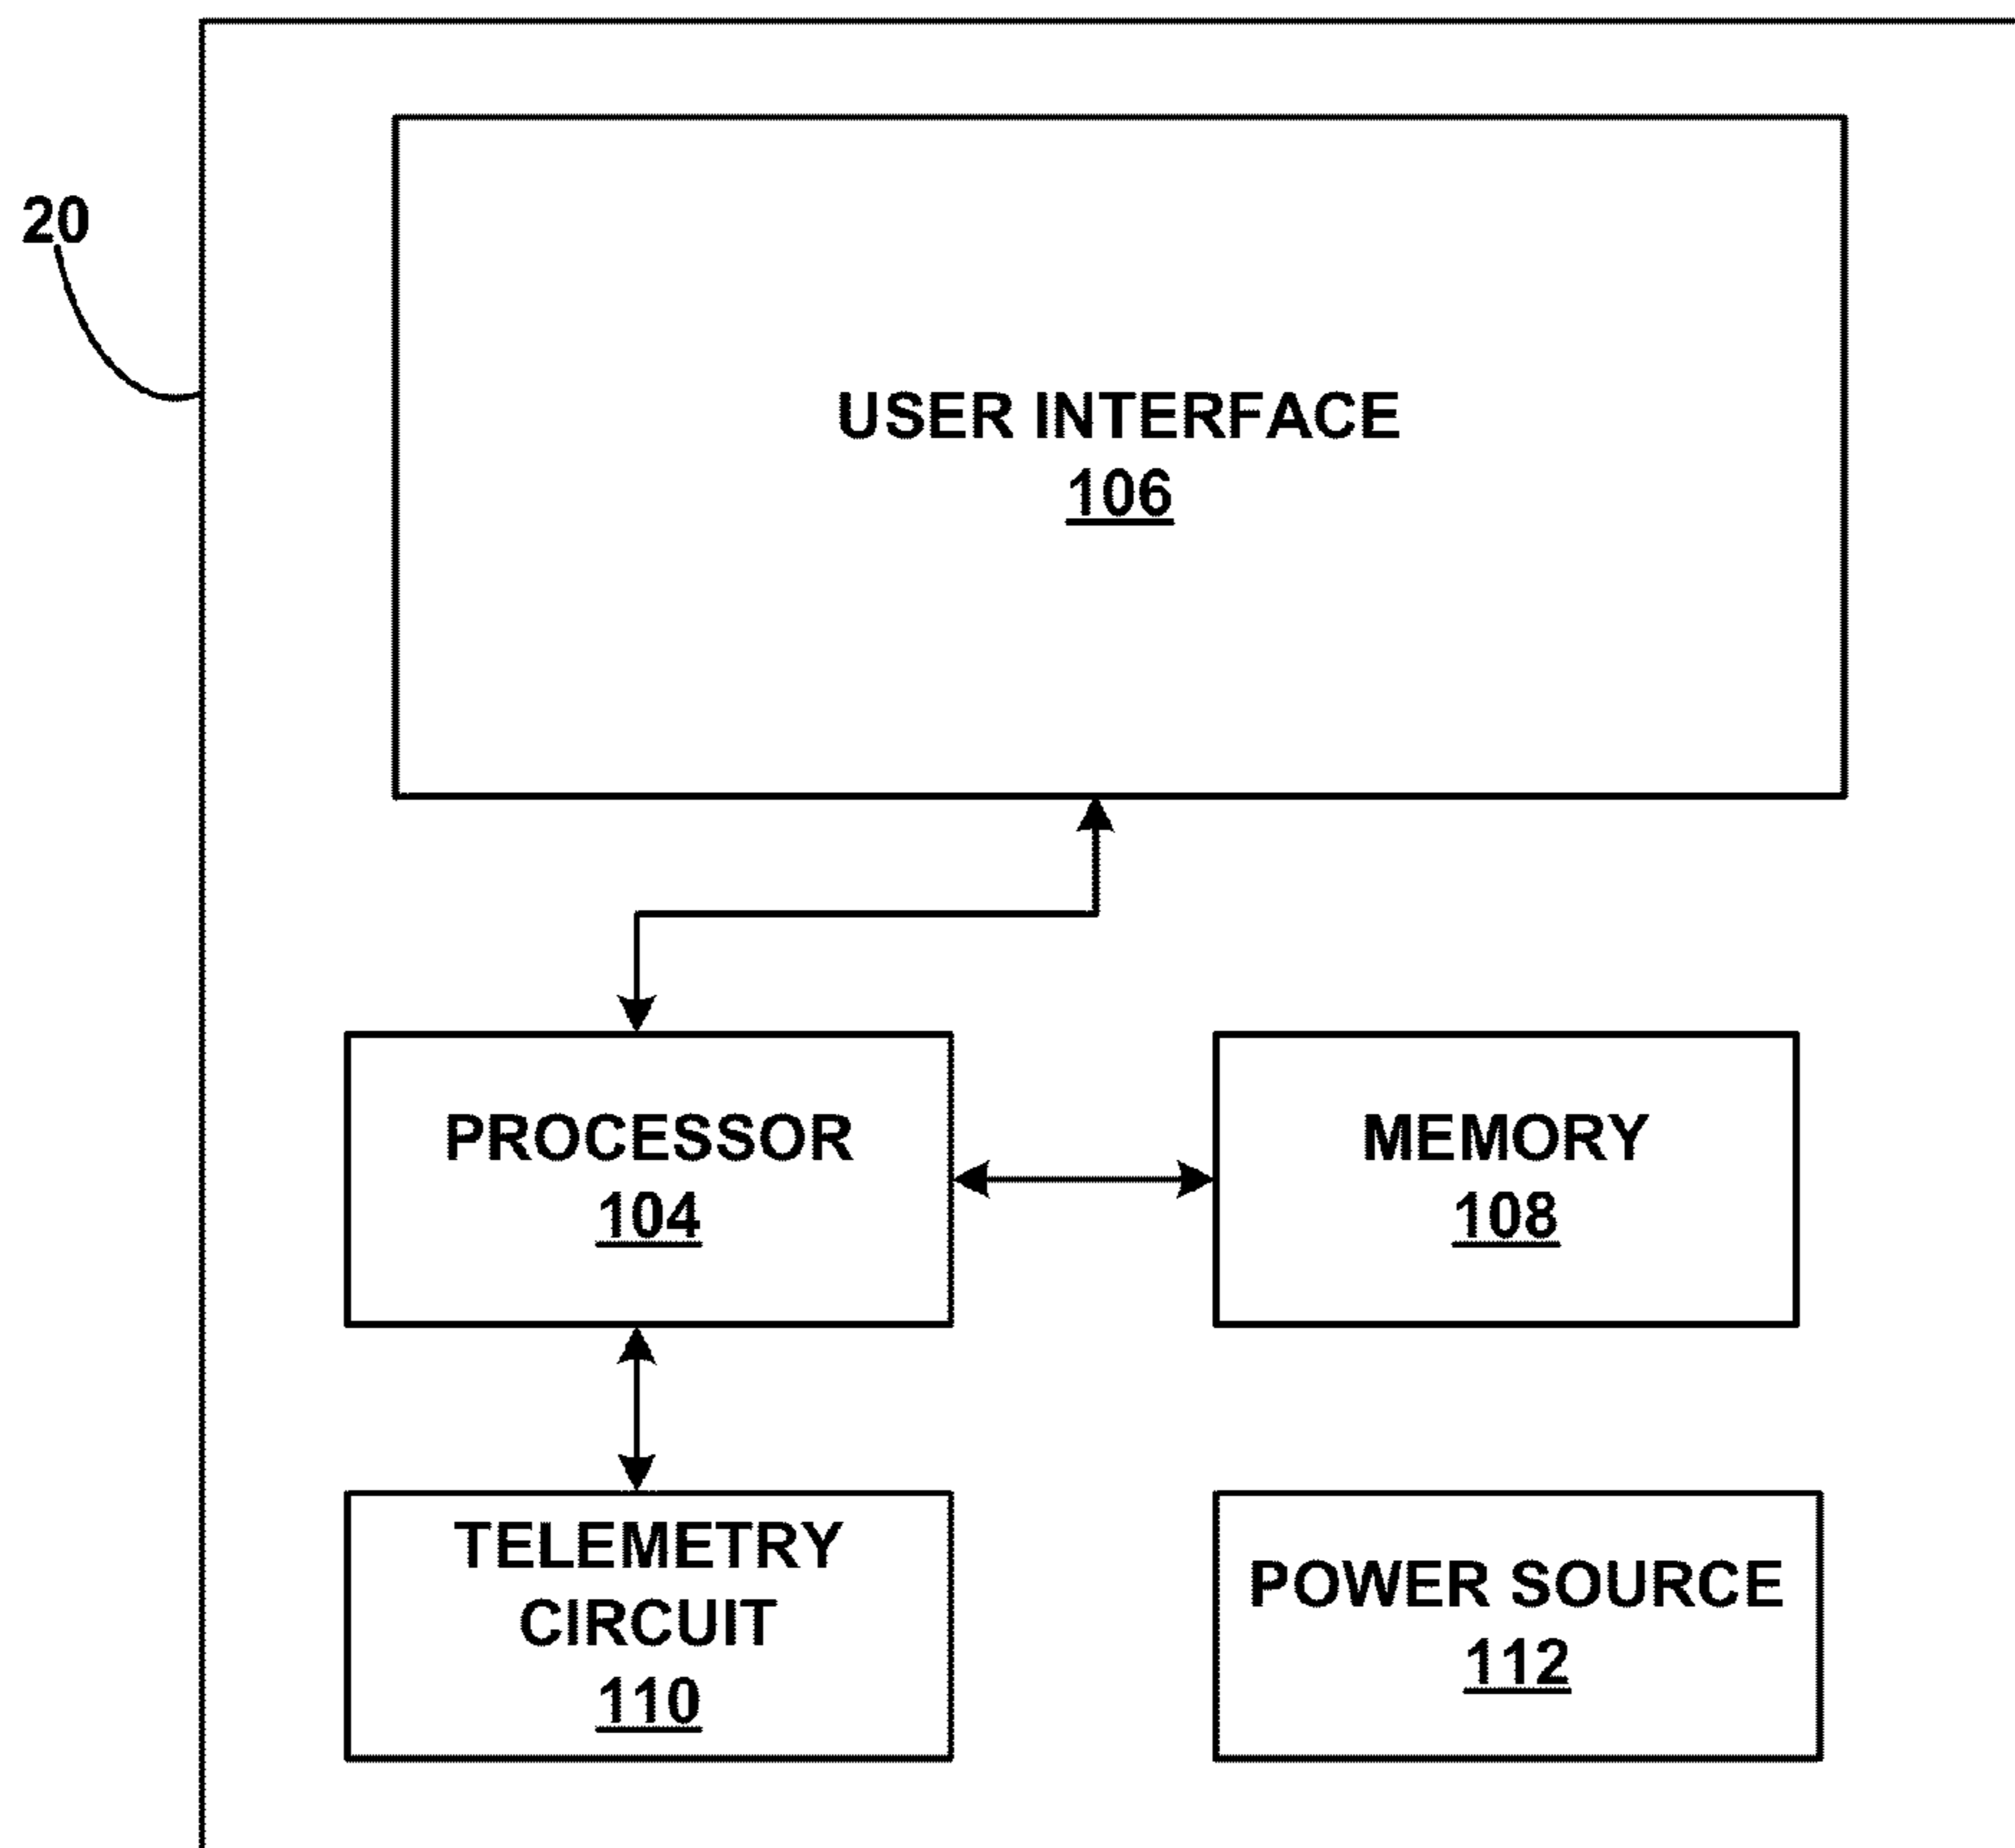 20
USER INTERFACE
106
PROCESSOR
104
MEMORY
108
TELEMETRY
CIRCUIT
110
POWER SOURCE
112